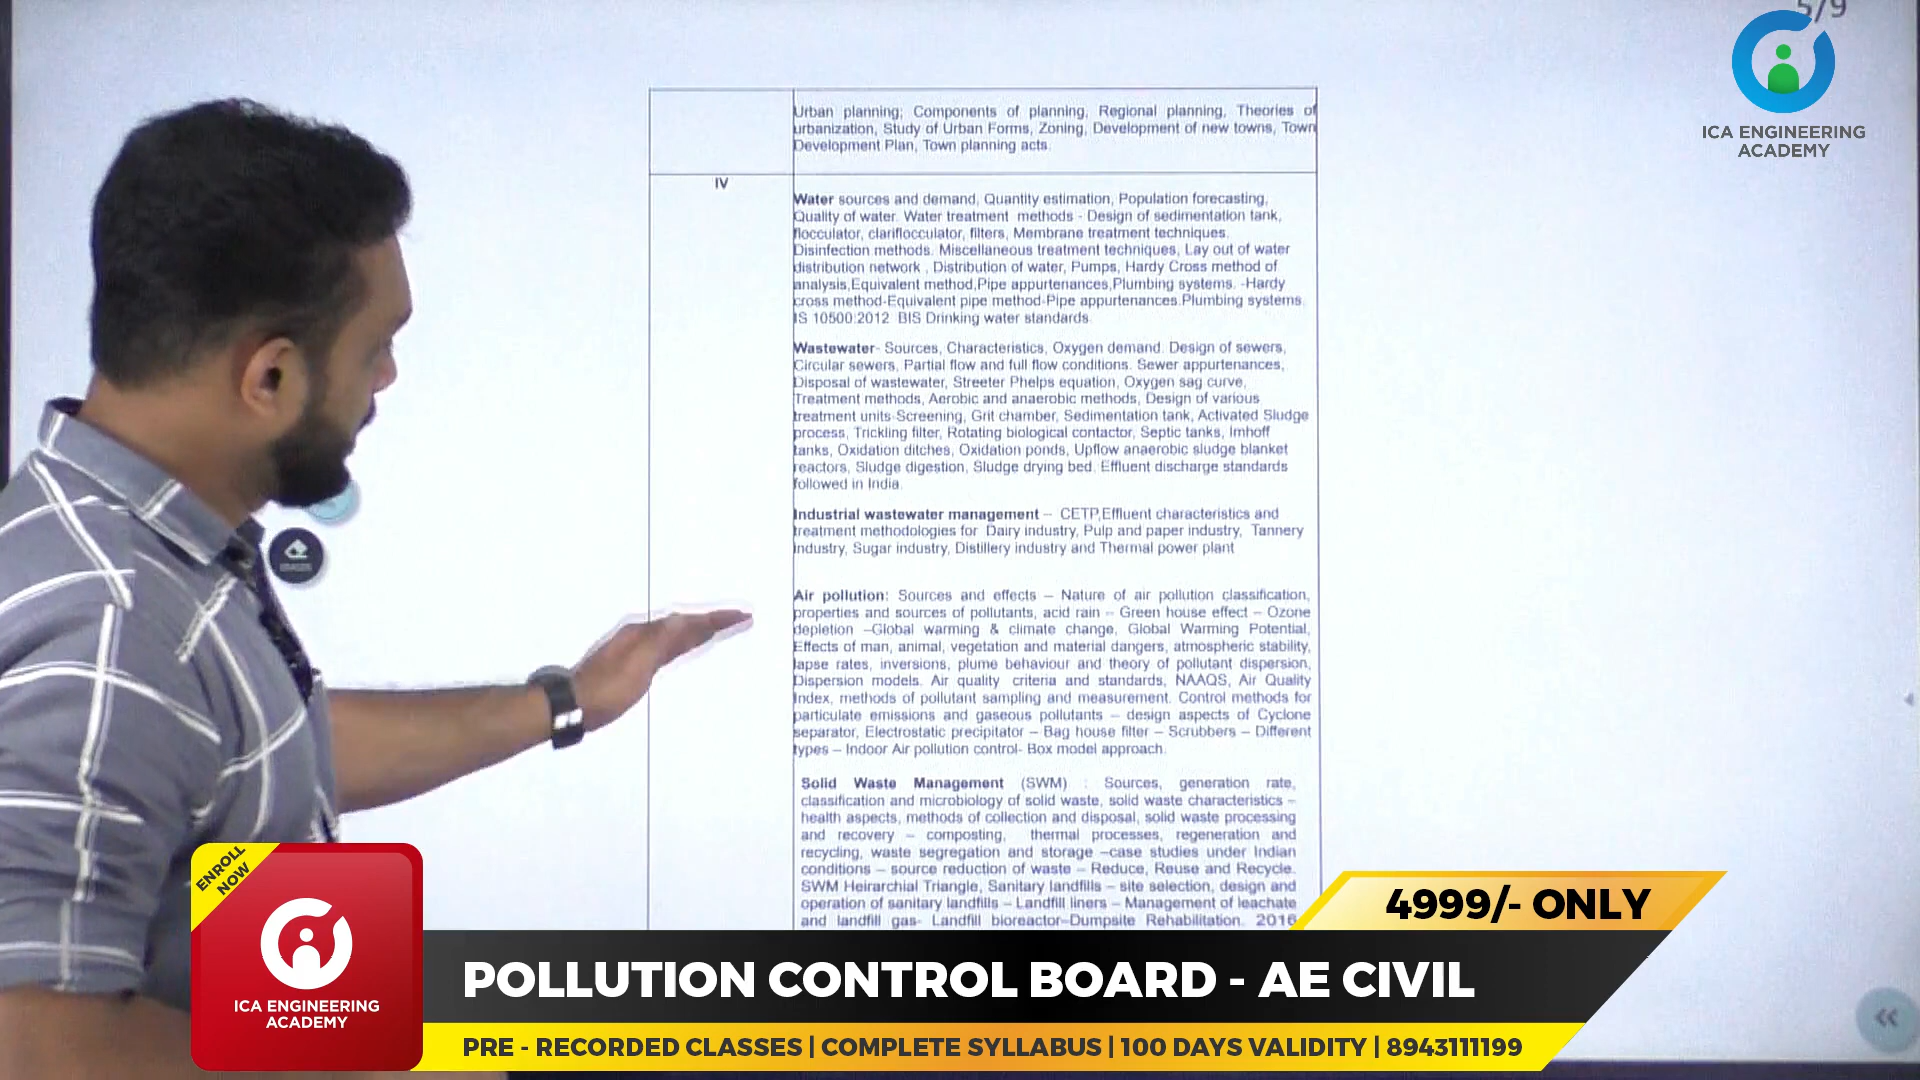 5/9
ICA ENGINEERING
ACADEMY
Urban planning; Components of planning, Regional planning, Theories of
urbanization, Study of Urban Forms, Zoning, Development of new towns, Town
Development Plan, Town planning acts.
IV
Water sources and demand, Quantity estimation, Population forecasting,
Quality of water. Water treatment methods - Design of sedimentation tank,
flocculator, clariflocculator, filters, Membrane treatment techniques.
Disinfection methods. Miscellaneous treatment techniques, Lay out of water
distribution network , Distribution of water, Pumps, Hardy Cross method of
analysis,Equivalent method,Pipe appurtenances,Plumbing systems. -Hardy
cross method-Equivalent pipe method-Pipe appurtenances.Plumbing systems.
IS 10500:2012 BIS Drinking water standards.
Wastewater- Sources, Characteristics, Oxygen demand. Design of sewers,
Circular sewers, Partial flow and full flow conditions. Sewer appurtenances,
Disposal of wastewater, Streeter Phelps equation, Oxygen sag curve,
Treatment methods, Aerobic and anaerobic methods, Design of various
treatment units-Screening, Grit chamber, Sedimentation tank, Activated Sludge
process, Trickling filter, Rotating biological contactor, Septic tanks, Imhoff
tanks, Oxidation ditches, Oxidation ponds, Upflow anaerobic sludge blanket
reactors, Sludge digestion, Sludge drying bed. Effluent discharge standards
followed in India.
Industrial wastewater management – CETP,Effluent characteristics and
treatment methodologies for Dairy industry, Pulp and paper industry, Tannery
industry, Sugar industry, Distillery industry and Thermal power plant
Air pollution: Sources and effects – Nature of air pollution classification,
properties and sources of pollutants, acid rain – Green house effect – Ozone
depletion –Global warming & climate change, Global Warming Potential,
Effects of man, animal, vegetation and material dangers, atmospheric stability,
lapse rates, inversions, plume behaviour and theory of pollutant dispersion,
Dispersion models. Air quality criteria and standards, NAAQS, Air Quality
Index, methods of pollutant sampling and measurement. Control methods for
particulate emissions and gaseous pollutants – design aspects of Cyclone
separator, Electrostatic precipitator – Bag house filter – Scrubbers – Different
types – Indoor Air pollution control- Box model approach.
Solid Waste Management (SWM) : Sources, generation rate,
classification and microbiology of solid waste, solid waste characteristics –
health aspects, methods of collection and disposal, solid waste processing
and recovery – composting, thermal processes, regeneration and
recycling, waste segregation and storage –case studies under Indian
conditions – source reduction of waste – Reduce, Reuse and Recycle.
SWM Heirarchial Triangle, Sanitary landfills – site selection, design and
operation of sanitary landfills – Landfill liners – Management of leachate
and landfill gas- Landfill bioreactor–Dumpsite Rehabilitation. 2016
ENROLL
NOW
4999/- ONLY
ICA ENGINEERING
ACADEMY
POLLUTION CONTROL BOARD - AE CIVIL
PRE - RECORDED CLASSES | COMPLETE SYLLABUS | 100 DAYS VALIDITY | 8943111199